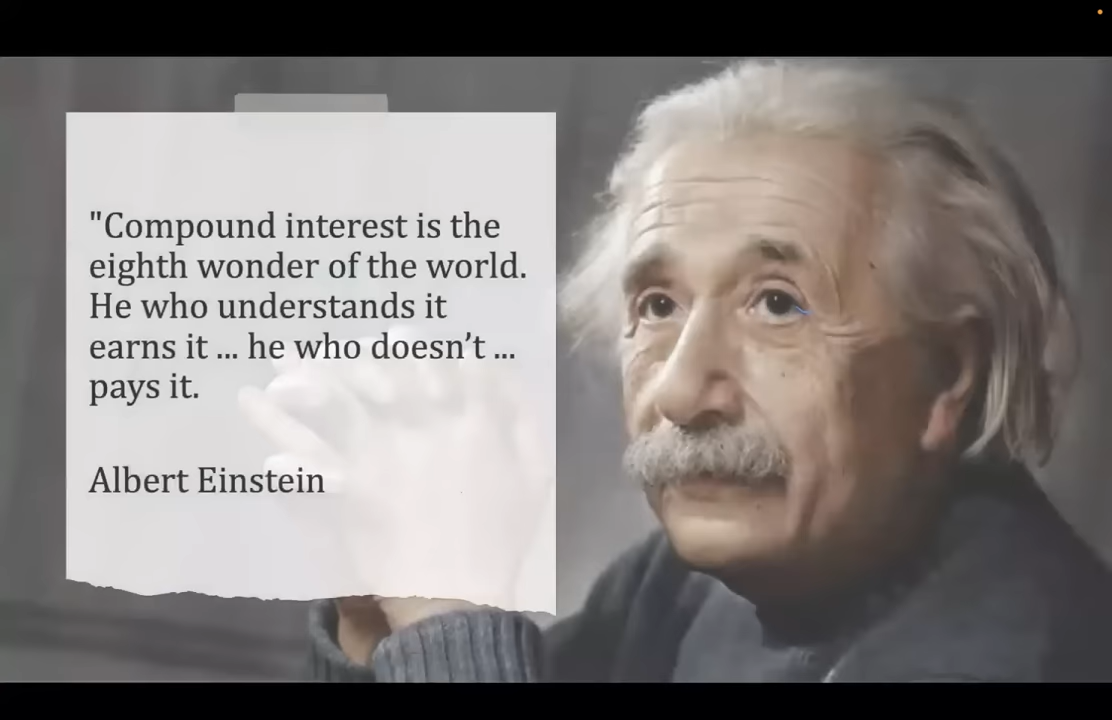 "Compound interest is the
eighth wonder of the world.
He who understands it
earns it ... he who doesn’t ...
pays it.
Albert Einstein